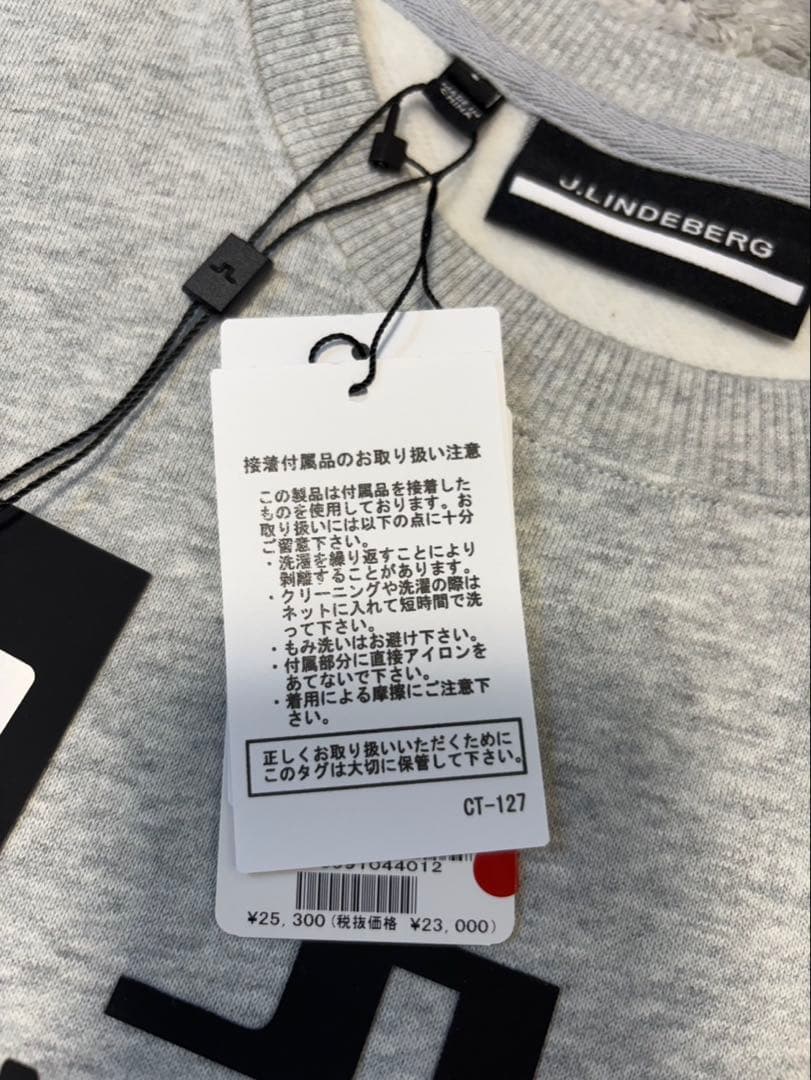 MADE IN
CHINA
J.LINDEBERG
接着付属品のお取り扱い注意
この製品は付属品を接着した
ものを使用しております。お
取り扱いには以下の点に十分
ご留意下さい。
・洗濯を繰り返すことにより
剥離することがあります。
・クリーニングや洗濯の際は
ネットに入れて短時間で洗
って下さい。
・もみ洗いはお避け下さい。
・付属部分に直接アイロンを
あてないで下さい。
・着用による摩擦にご注意下
さい。
正しくお取り扱いいただくために
このタグは大切に保管して下さい。
CT-127
91044012
¥25,300(税抜価格 ¥23,000)